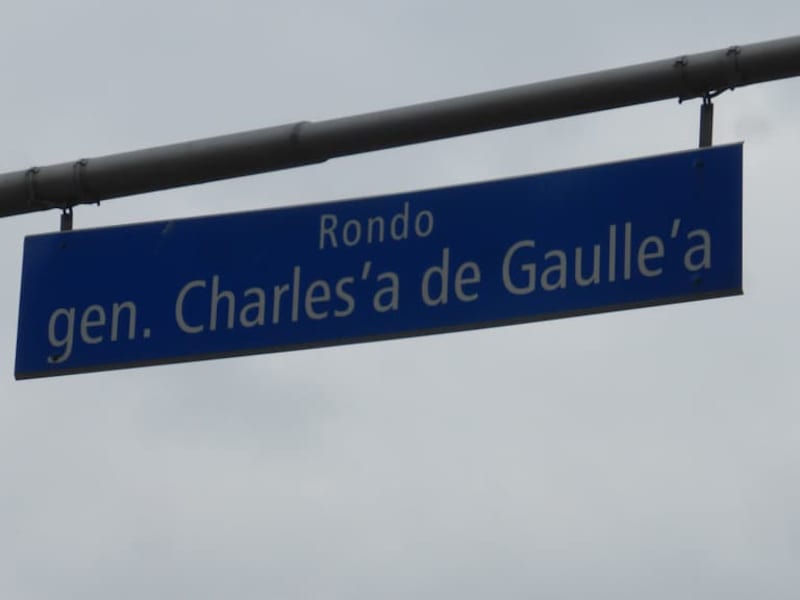 Rondo
gen. Charles'a de Gaulle'a